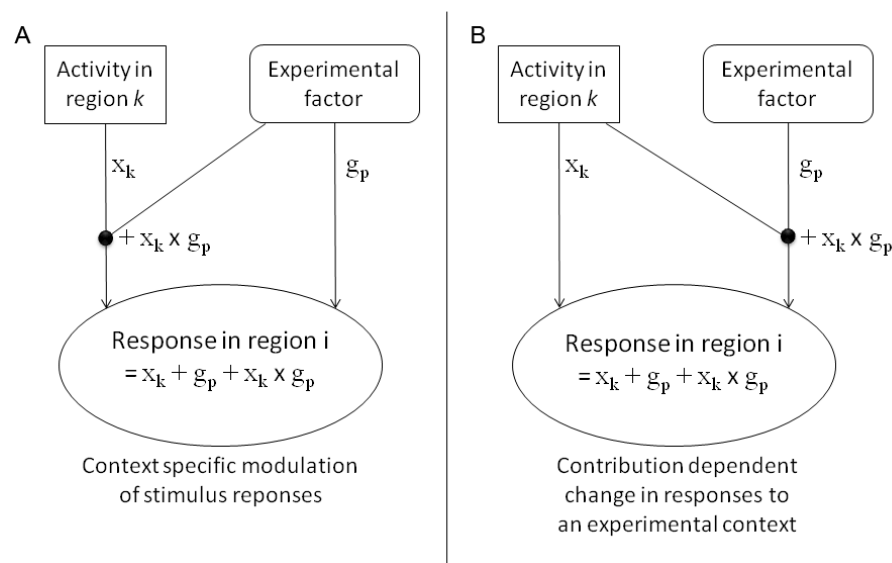 A
Activity in
region k
Experimental
factor
xₖ
gₚ
+ xₖ x gₚ
Response in region i
= xₖ + gₚ + xₖ x gₚ
Context specific modulation
of stimulus reponses
B
Activity in
region k
Experimental
factor
xₖ
gₚ
+ xₖ x gₚ
Response in region i
= xₖ + gₚ + xₖ x gₚ
Contribution dependent
change in responses to
an experimental context